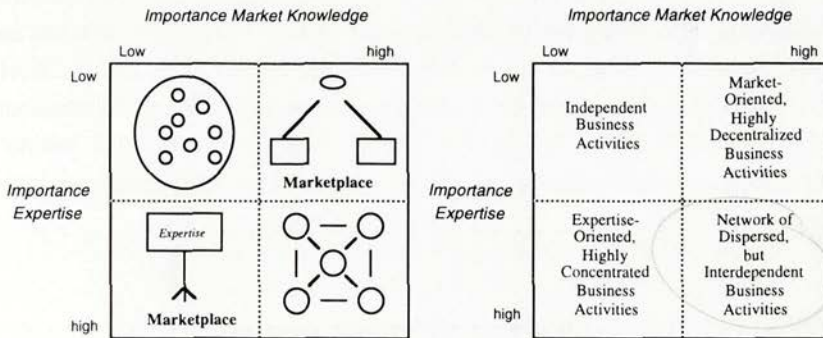 Importance Market Knowledge
Low
high
Low
Importance
Expertise
high
Marketplace
Expertise
Marketplace
Importance Market Knowledge
Low
high
Low
Importance
Expertise
high
Independent
Business
Activities
Market-
Oriented,
Highly
Decentralized
Business
Activities
Expertise-
Oriented,
Highly
Concentrated
Business
Activities
Network of
Dispersed,
but
Interdependent
Business
Activities